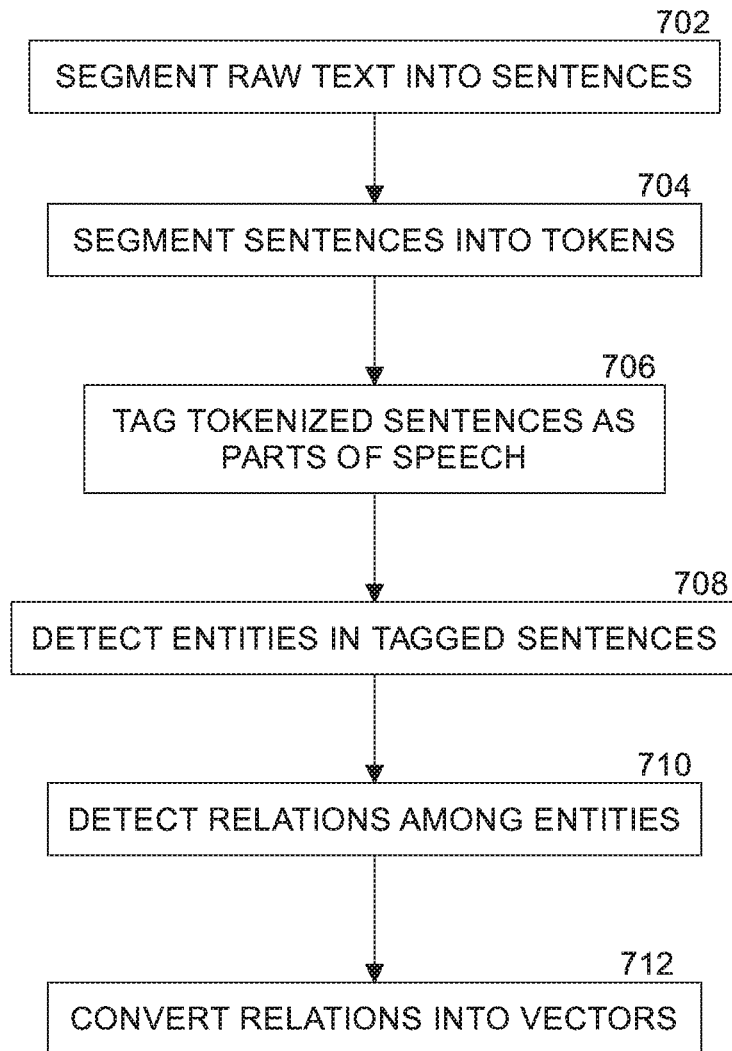 702
SEGMENT RAW TEXT INTO SENTENCES
704
SEGMENT SENTENCES INTO TOKENS
706
TAG TOKENIZED SENTENCES AS
PARTS OF SPEECH
708
DETECT ENTITIES IN TAGGED SENTENCES
710
DETECT RELATIONS AMONG ENTITIES
712
CONVERT RELATIONS INTO VECTORS